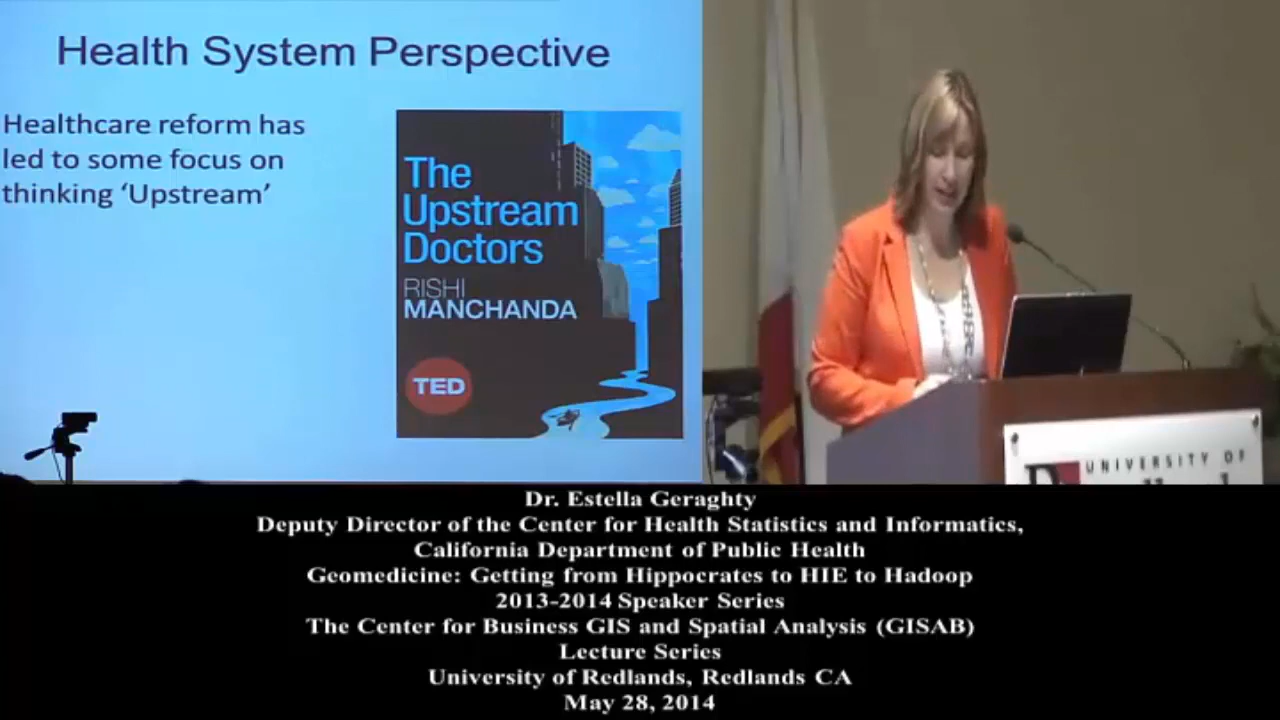 Health System Perspective
Healthcare reform has
led to some focus on
thinking ‘Upstream’
The
Upstream
Doctors
RISHI
MANCHANDA
TED
UNIVERSITY OF
Dr. Estella Geraghty
Deputy Director of the Center for Health Statistics and Informatics,
California Department of Public Health
Geomedicine: Getting from Hippocrates to HIE to Hadoop
2013-2014 Speaker Series
The Center for Business GIS and Spatial Analysis (GISAB)
Lecture Series
University of Redlands, Redlands CA
May 28, 2014